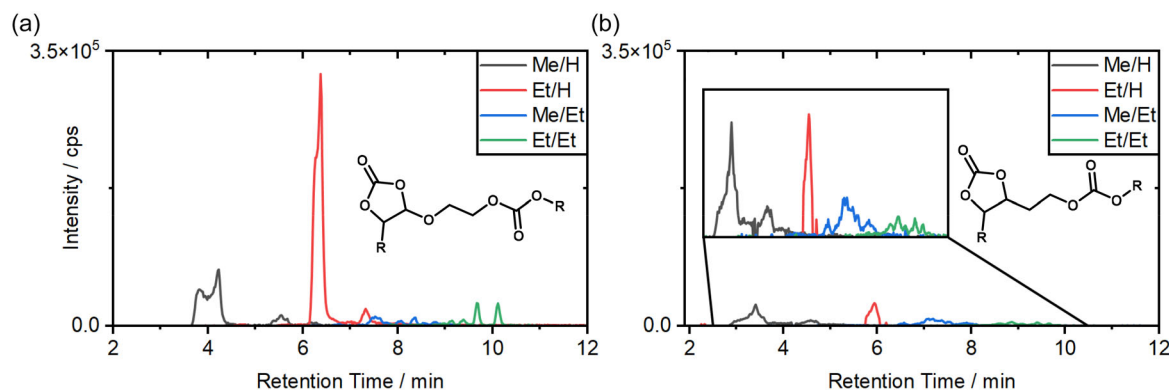 (a)
3.5×10⁵
Intensity / cps
0.0
2
4
6
8
10
12
Retention Time / min
Me/H
Et/H
Me/Et
Et/Et
O
O
O
O
O
O
O
R
R
(b)
3.5×10⁵
0.0
2
4
6
8
10
12
Retention Time / min
Me/H
Et/H
Me/Et
Et/Et
O
O
O
O
O
O
R
R